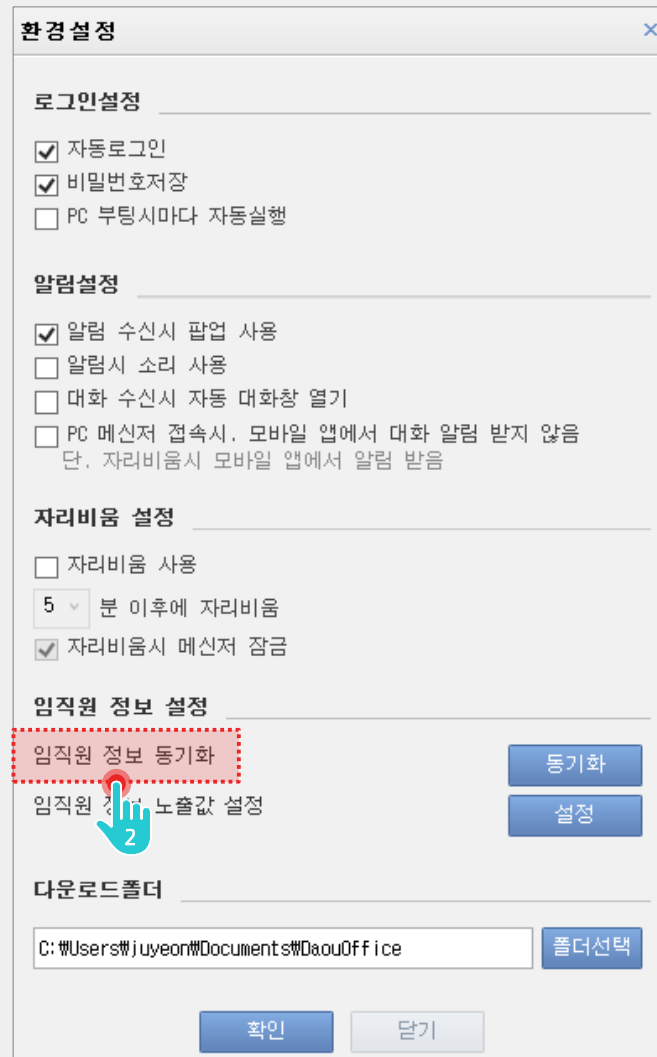 환경설정
로그인설정
자동로그인
비밀번호저장
PC 부팅시마다 자동실행
알림설정
알림 수신시 팝업 사용
알림시 소리 사용
대화 수신시 자동 대화창 열기
PC 메신저 접속시, 모바일 앱에서 대화 알림 받지 않음
단, 자리비움시 모바일 앱에서 알림 받음
자리비움 설정
자리비움 사용
5 분 이후에 자리비움
자리비움시 메신저 잠금
임직원 정보 설정
임직원 정보 동기화 동기화
임직원 정보 노출값 설정 설정
2
다운로드폴더
C:₩Users₩juyeon₩Documents₩DaouOffice 폴더선택
확인 닫기